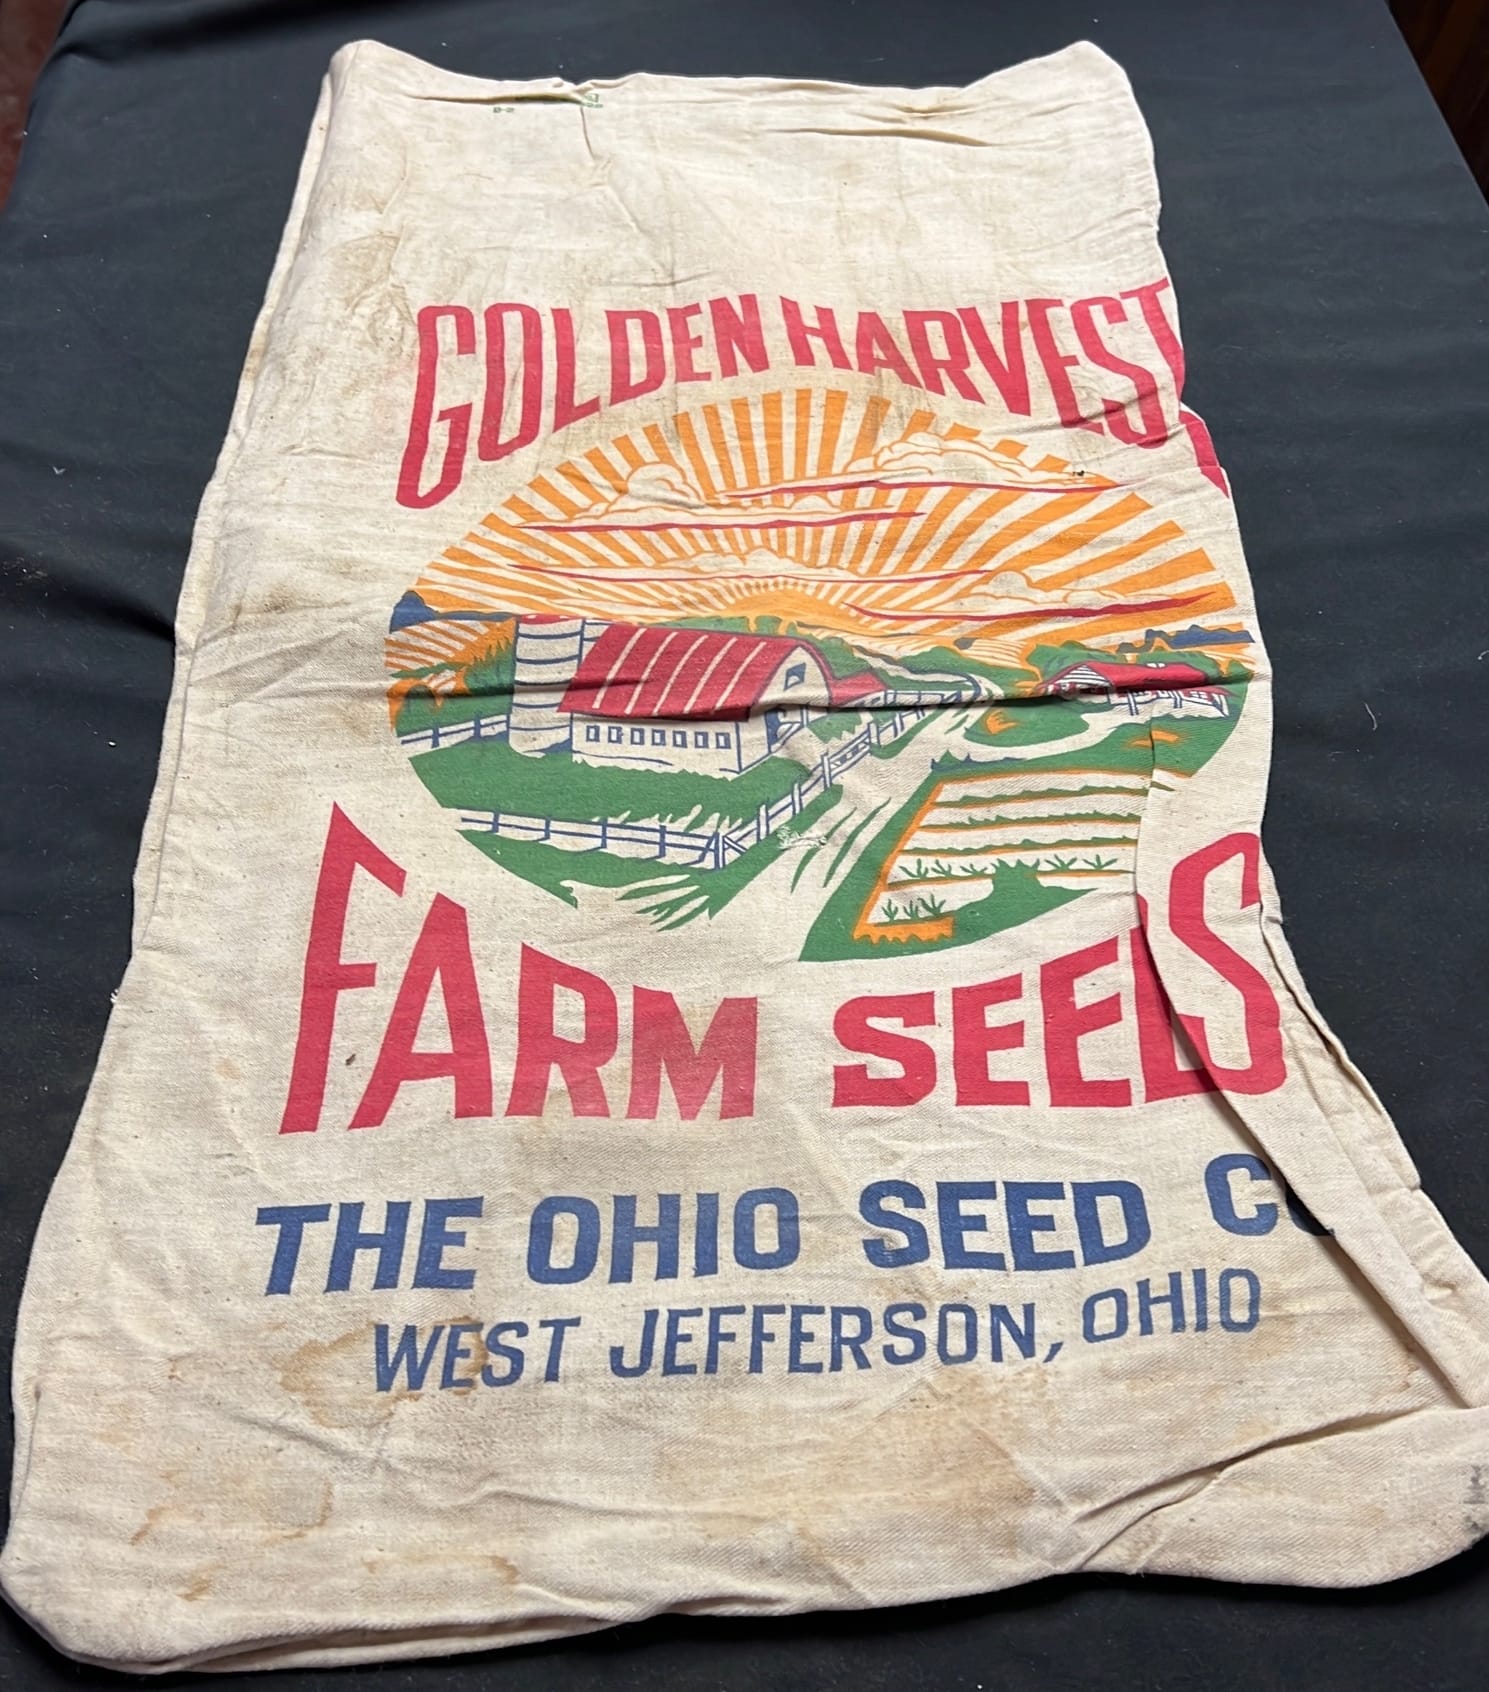 GOLDEN HARVEST
FARM SEEDS
THE OHIO SEED Co
WEST JEFFERSON, OHIO